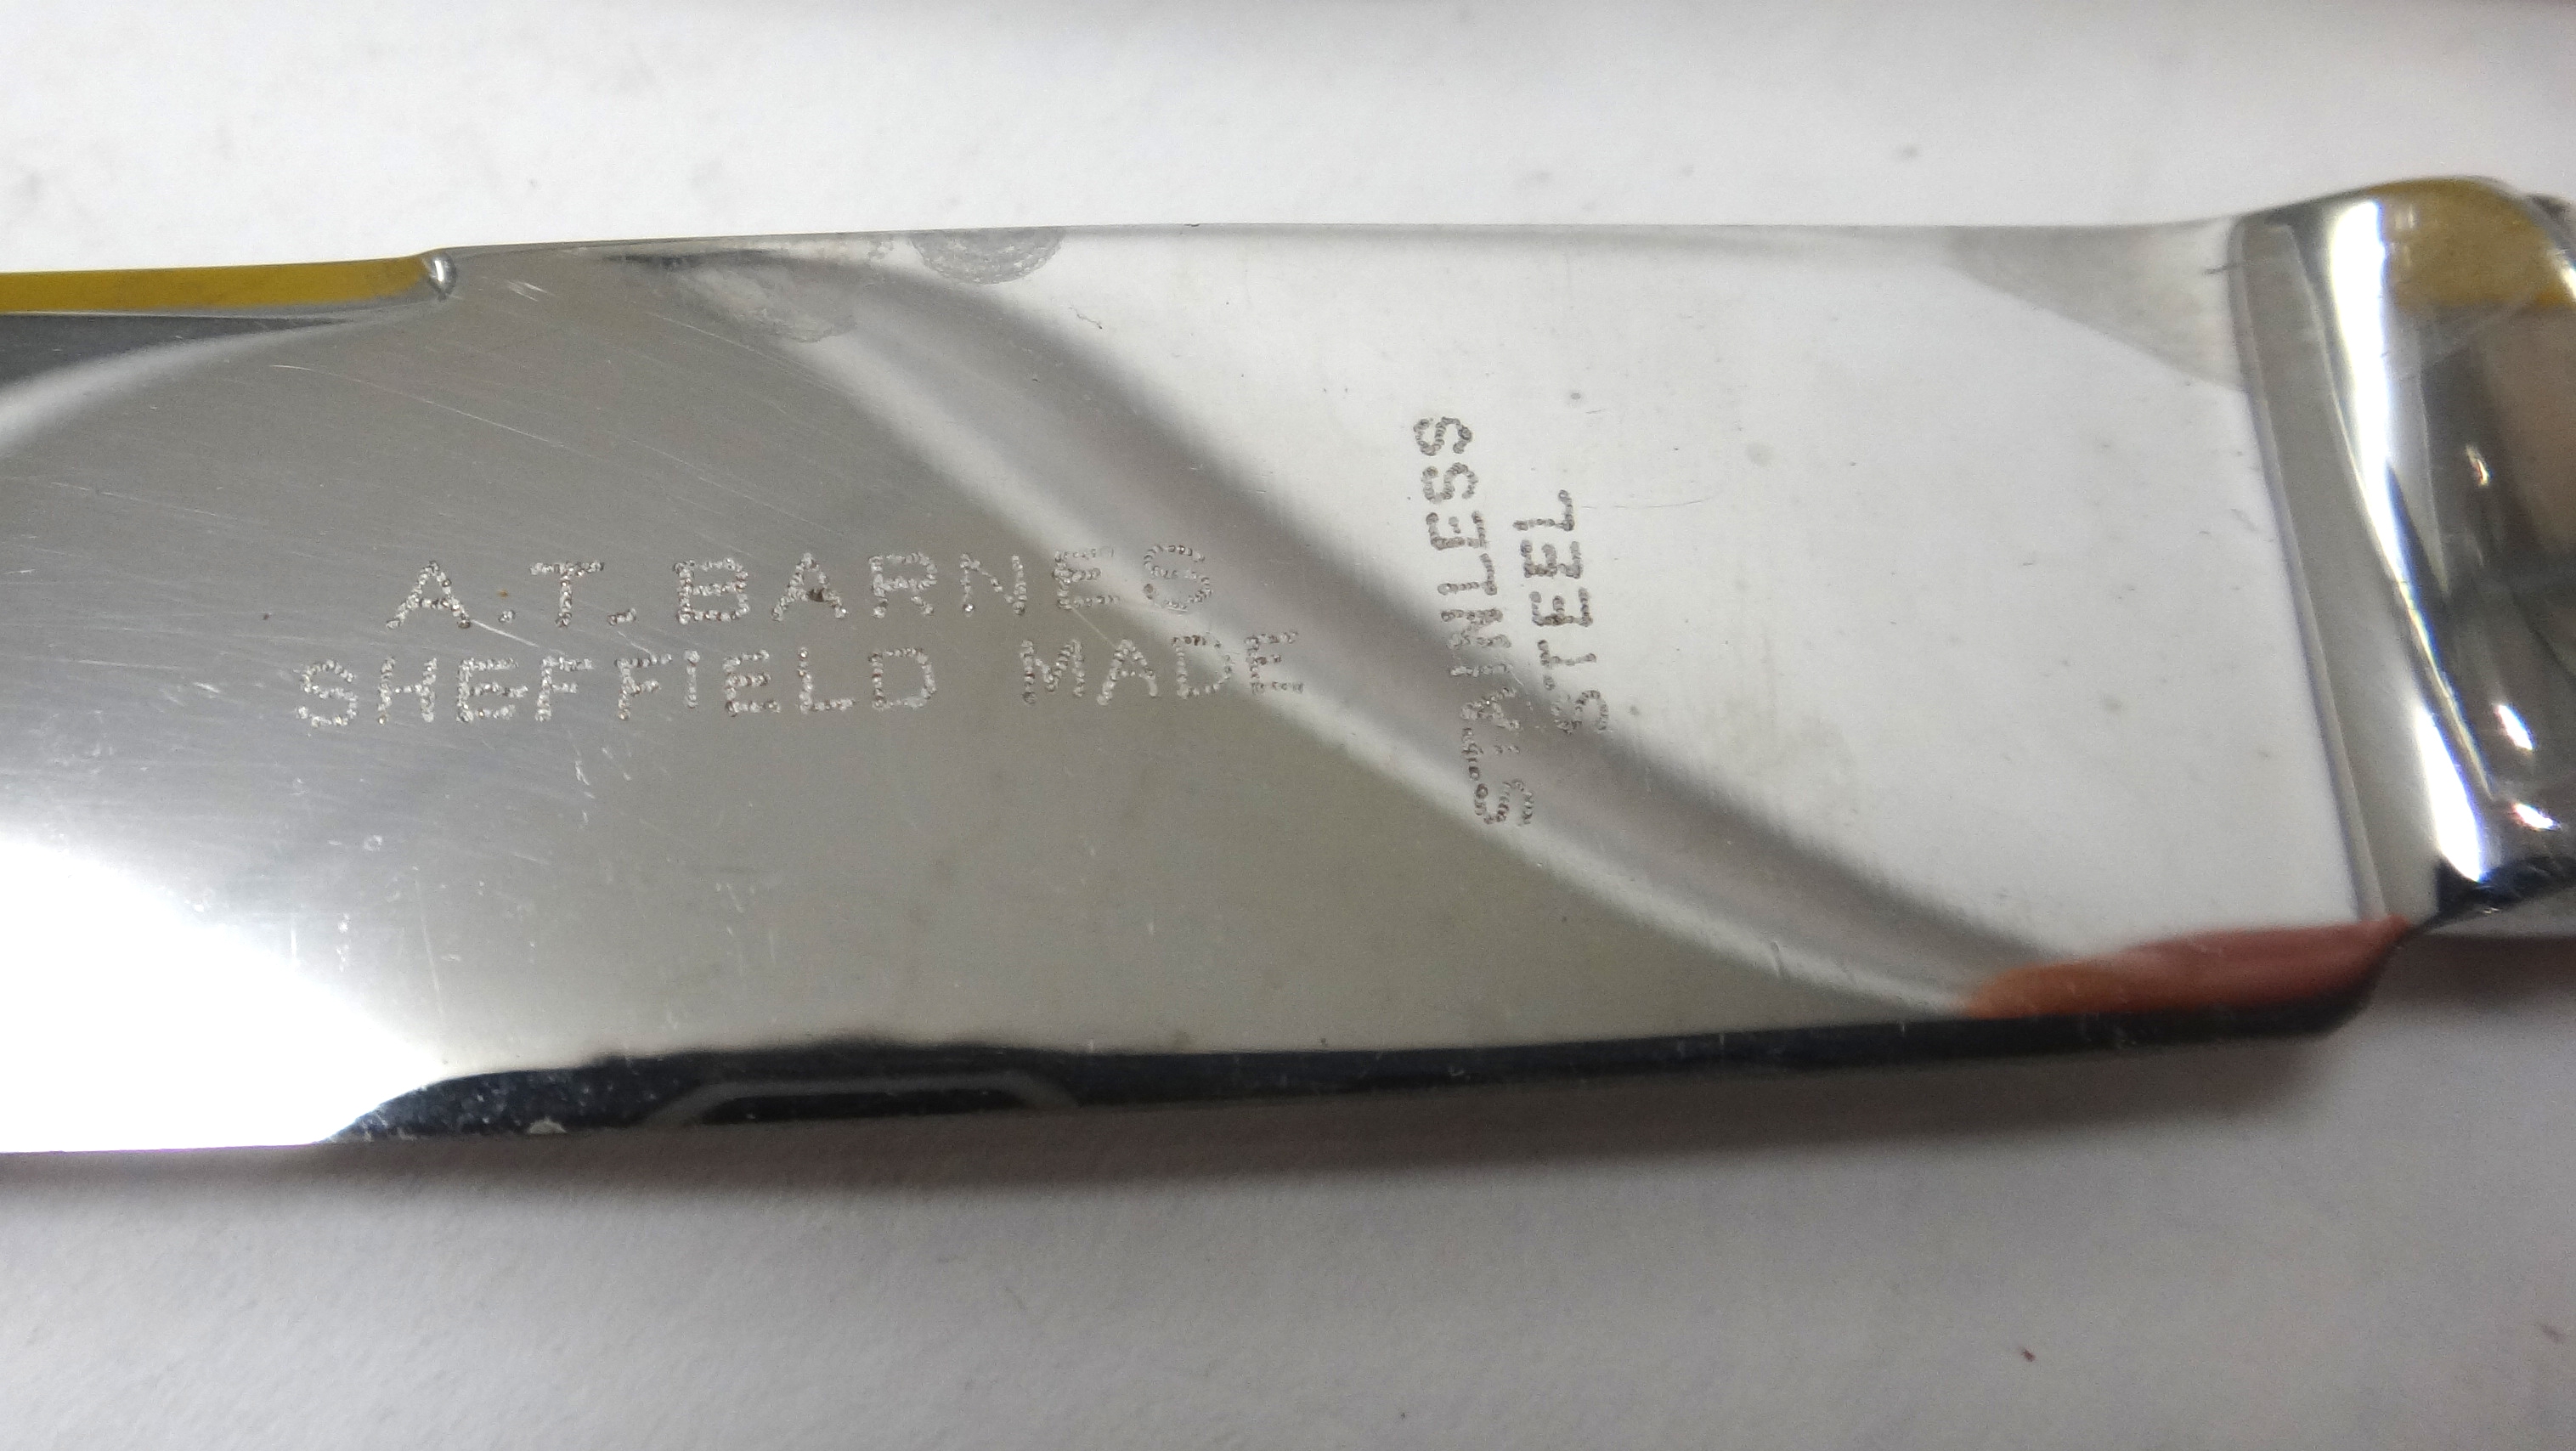 A.T. BARNES
SHEFFIELD MADE
STAINLESS
STEEL